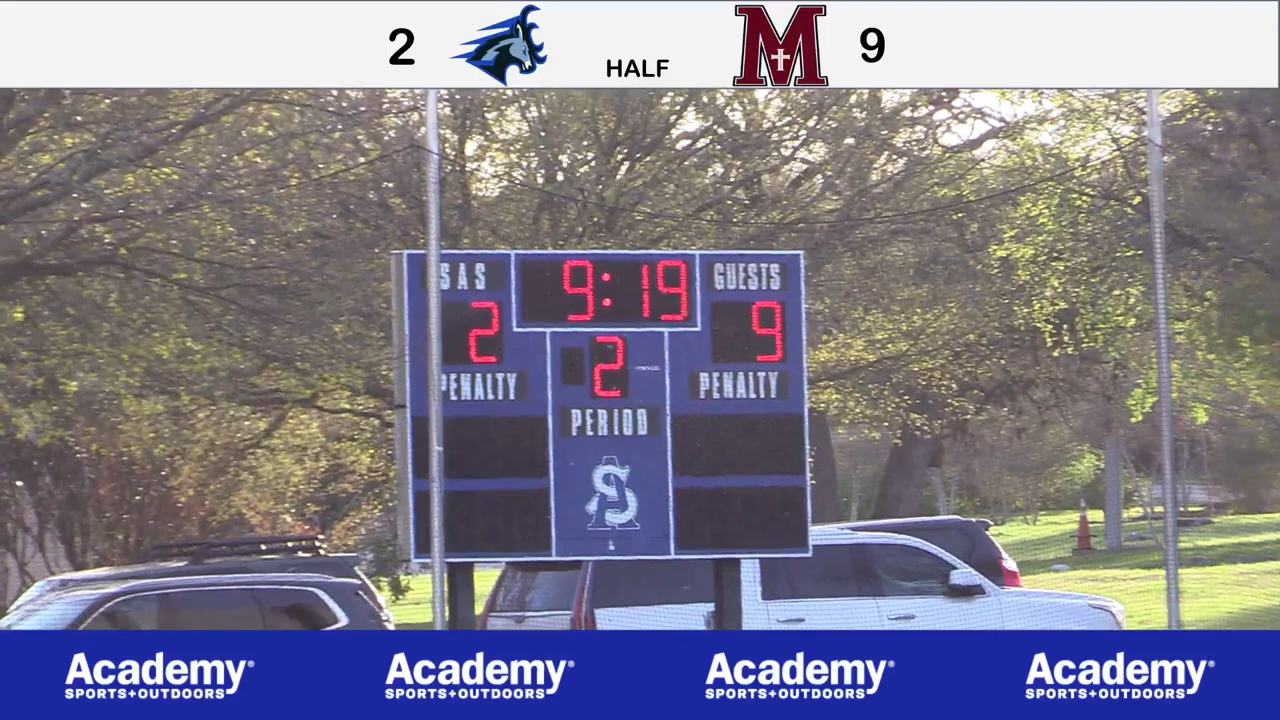 2 HALF M 9
SAS 9:19 GUESTS
2 2 9
PENALTY PENALTY
PERIOD
SA
Academy Academy Academy Academy
SPORTS+OUTDOORS SPORTS+OUTDOORS SPORTS+OUTDOORS SPORTS+OUTDOORS